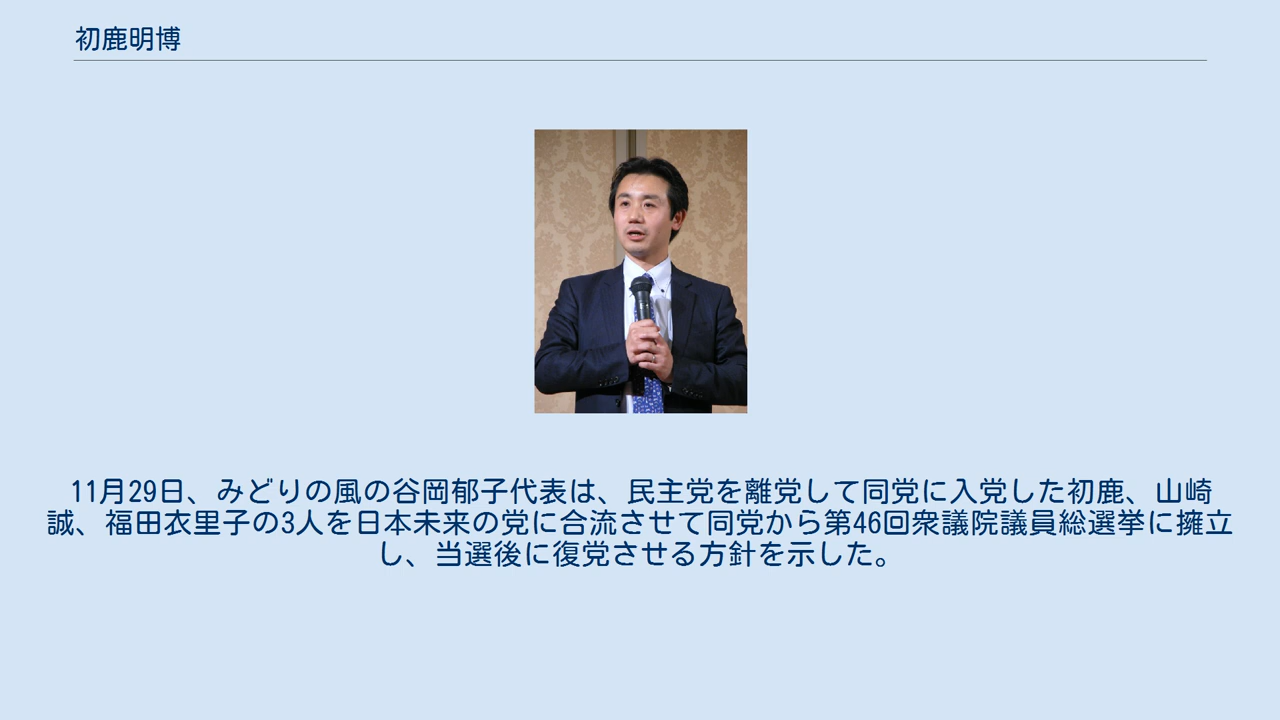 初鹿明博
11月29日、みどりの風の谷岡郁子代表は、民主党を離党して同党に入党した初鹿、山崎
誠、福田衣里子の3人を日本未来の党に合流させて同党から第46回衆議院議員総選挙に擁立
し、当選後に復党させる方針を示した。